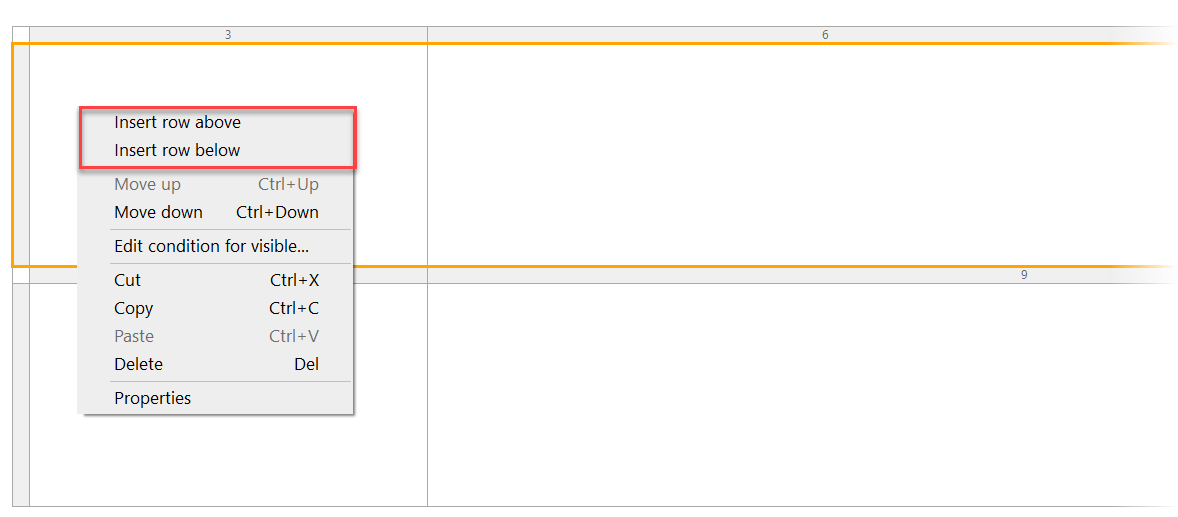 3 6
Insert row above
Insert row below
Move up Ctrl+Up
Move down Ctrl+Down
Edit condition for visible...
9
Cut Ctrl+X
Copy Ctrl+C
Paste Ctrl+V
Delete Del
Properties